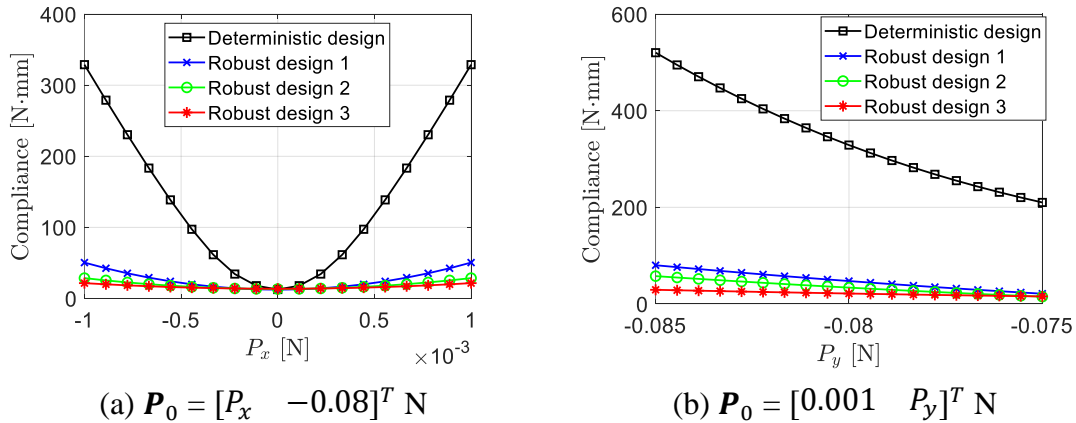 Deterministic design
Robust design 1
Robust design 2
Robust design 3
Compliance [N·mm]
400
300
200
100
0
-1
-0.5
0
0.5
1
P_x [N]
×10⁻³
(a) P₀ = [P_x −0.08]ᵀ N
Deterministic design
Robust design 1
Robust design 2
Robust design 3
Compliance [N·mm]
600
400
200
0
-0.085
-0.08
-0.075
P_y [N]
(b) P₀ = [0.001 P_y]ᵀ N